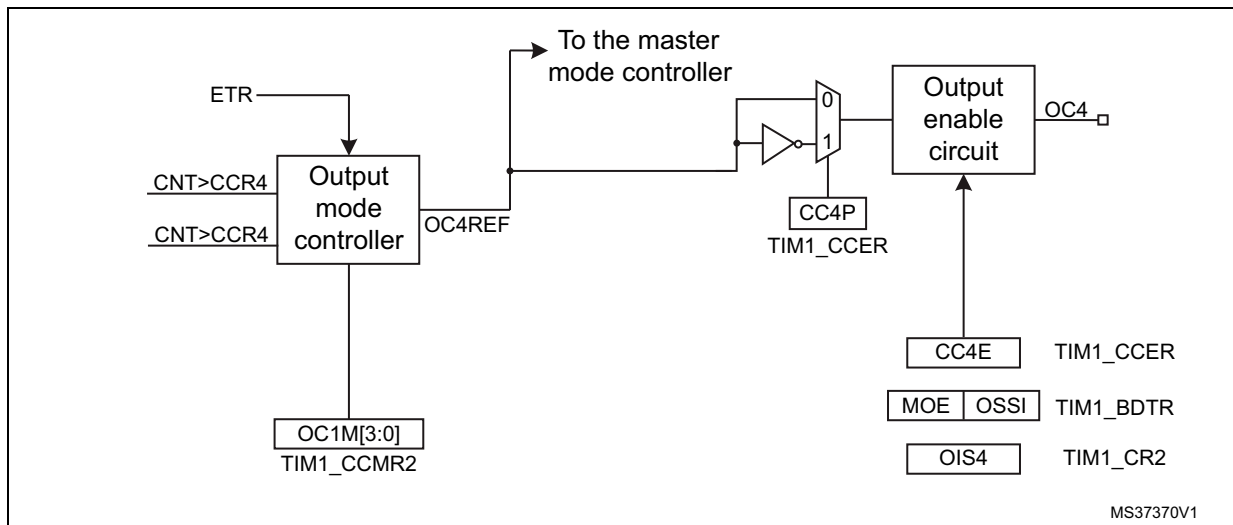 To the master
mode controller
ETR
0
1
Output
enable
circuit
OC4
CNT>CCR4
CNT>CCR4
Output
mode
controller
OC4REF
CC4P
TIM1_CCER
CC4E
TIM1_CCER
MOE
OSSI
TIM1_BDTR
OC1M[3:0]
TIM1_CCMR2
OIS4
TIM1_CR2
MS37370V1